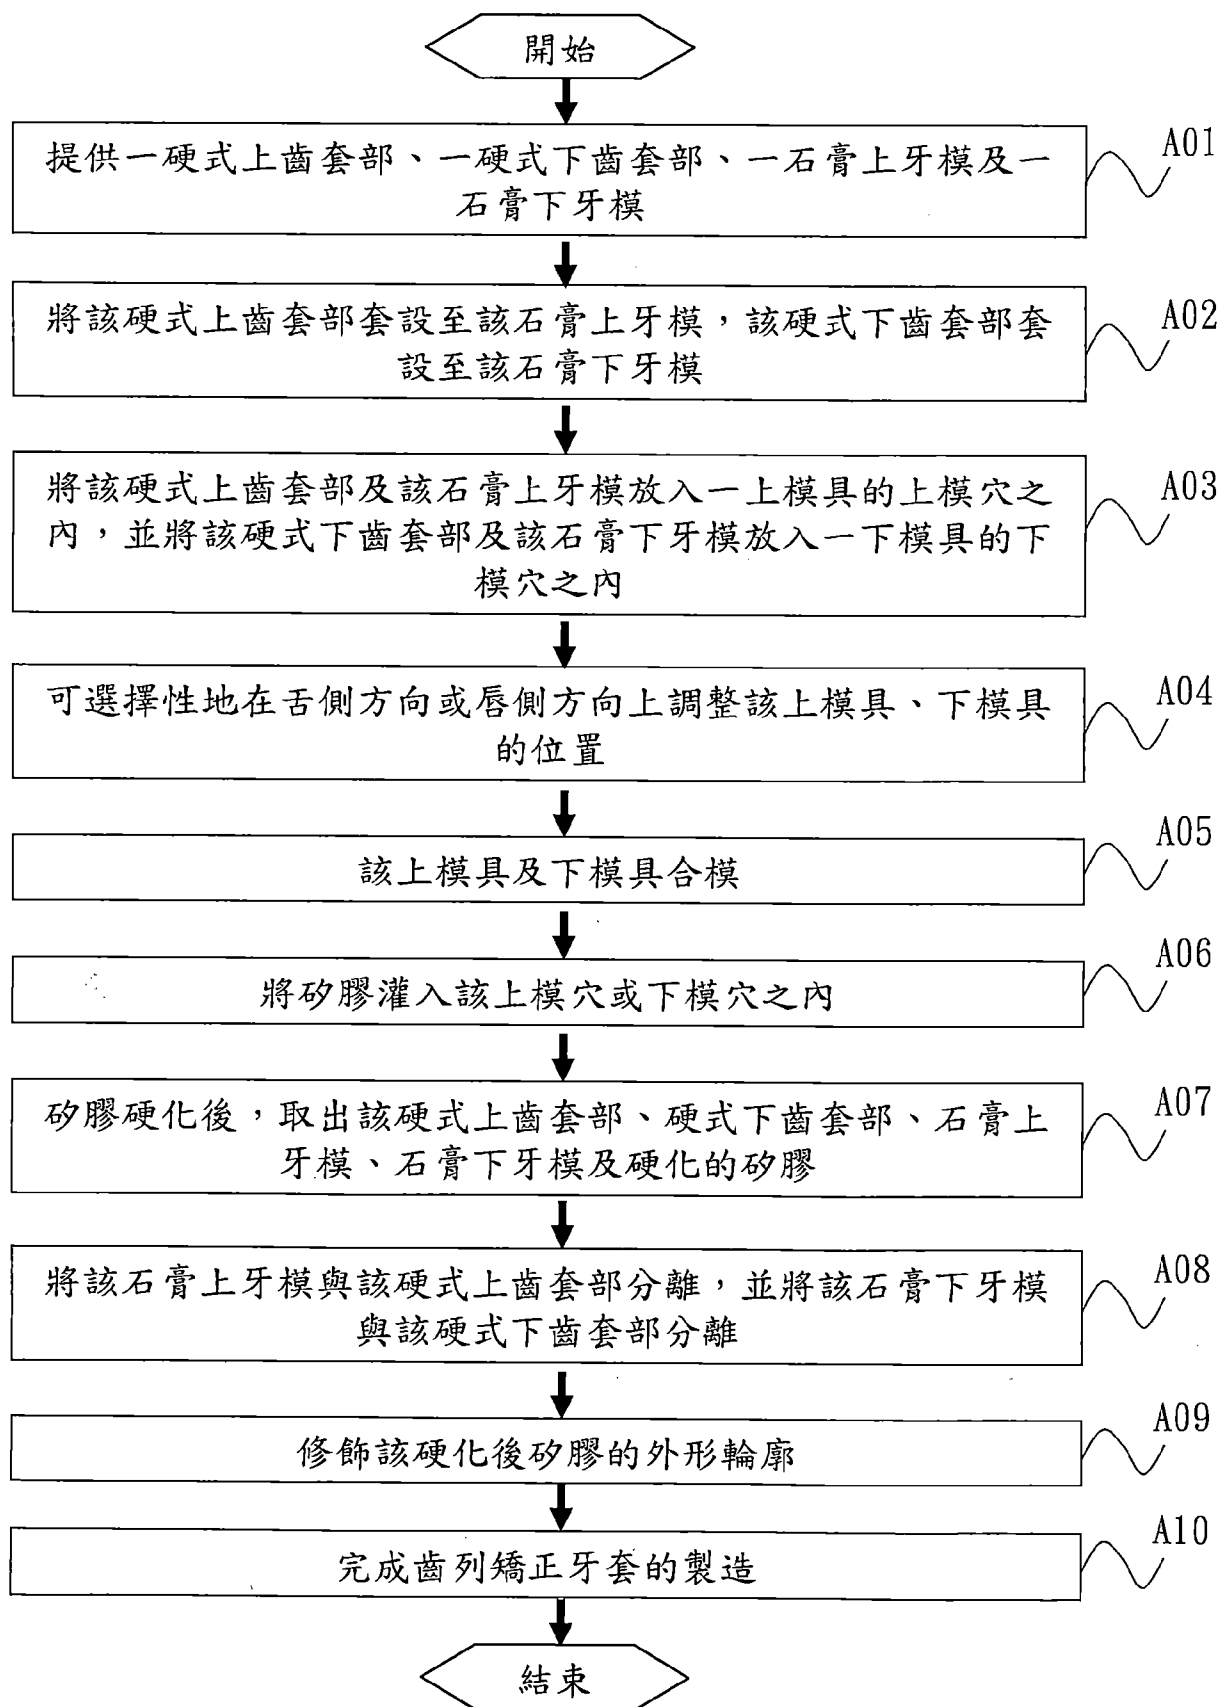 開始
提供一硬式上齒套部、一硬式下齒套部、一石膏上牙模及一
石膏下牙模
A01
將該硬式上齒套部套設至該石膏上牙模，該硬式下齒套部套
設至該石膏下牙模
A02
將該硬式上齒套部及該石膏上牙模放入一上模具的上模穴之
內，並將該硬式下齒套部及該石膏下牙模放入一下模具的下
模穴之內
A03
可選擇性地在舌側方向或唇側方向上調整該上模具、下模具
的位置
A04
該上模具及下模具合模
A05
將矽膠灌入該上模穴或下模穴之內
A06
矽膠硬化後，取出該硬式上齒套部、硬式下齒套部、石膏上
牙模、石膏下牙模及硬化的矽膠
A07
將該石膏上牙模與該硬式上齒套部分離，並將該石膏下牙模
與該硬式下齒套部分離
A08
修飾該硬化後矽膠的外形輪廓
A09
完成齒列矯正牙套的製造
A10
結束